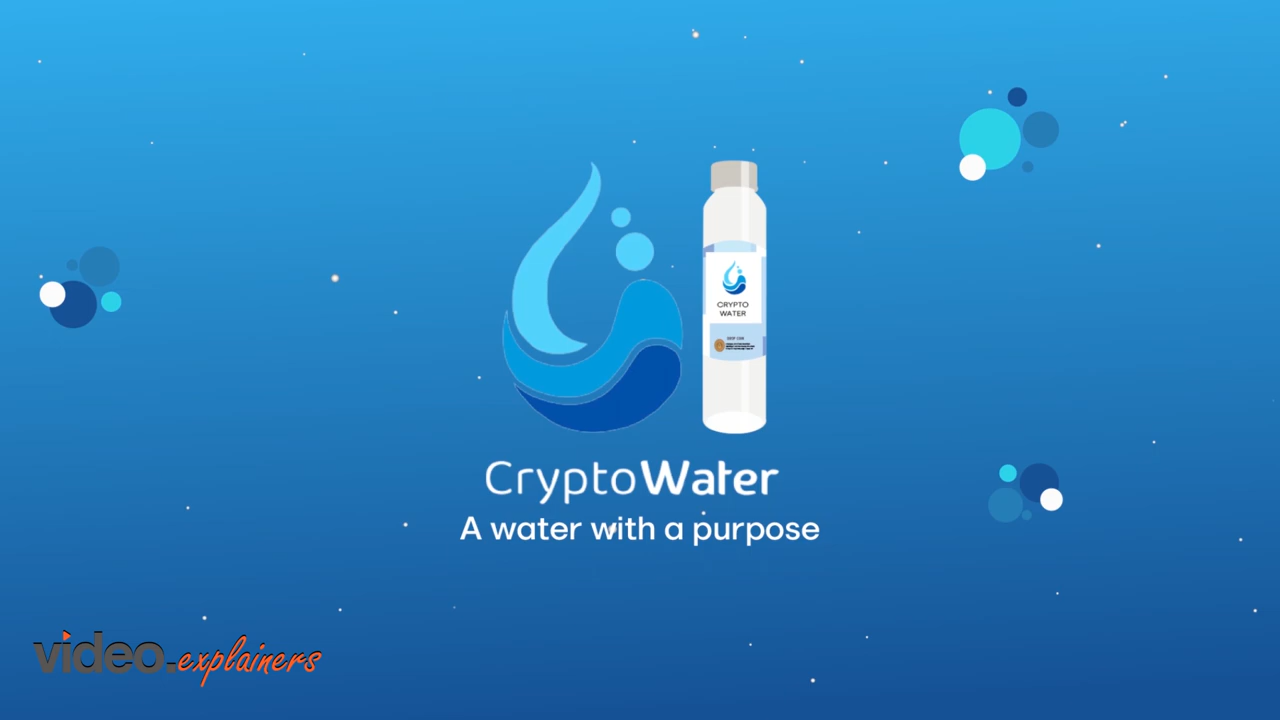 CRYPTO
WATER
CryptoWater
A water with a purpose
video.explainers